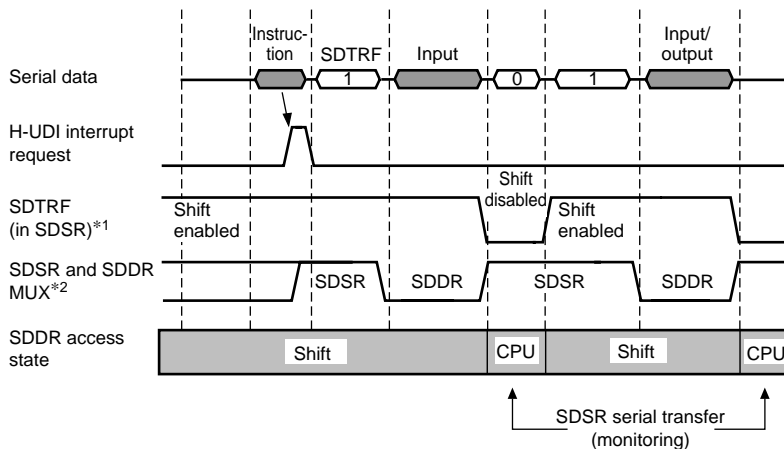 Instruc-
tion
SDTRF
Input
Input/
output
Serial data
1
0
1
H-UDI interrupt
request
Shift
disabled
SDTRF
(in SDSR)*1
Shift
enabled
Shift
enabled
SDSR and SDDR
MUX*2
SDSR
SDDR
SDSR
SDDR
SDDR access
state
Shift
CPU
Shift
CPU
SDSR serial transfer
(monitoring)